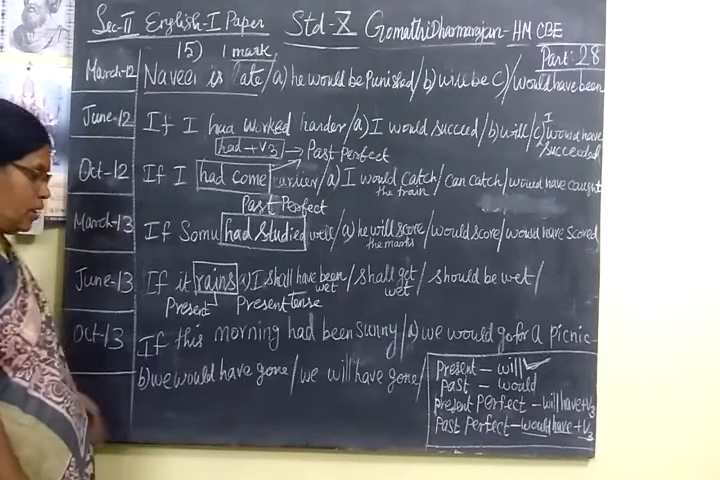 Sec-II English-I Paper Std-X Gomathi Dharmarajan-HM CBE
15) 1 mark Part: 28
March-12 is late/a) he would be Punished/b) will be c)/would have been
June-12 If I had worked harder/a) I would succeed/b) will/c) I would have succeeded
had + V3 → Past perfect
Oct-12 If I had come earlier/a) I would catch/can catch/would have caught
the train
Past Perfect
March-13 If Somu had studied well/a) he will score/would score/would have scored
the marks
June-13 If it rains a) I shall have been/shall get/should be wet/
wet wet
Present Present tense
Oct-13 If this morning had been sunny/a) we would go for a picnic-
b) we would have gone/we will have gone/
Present - will
Past - would
Present Perfect - will have + V3
Past Perfect - would have + V3